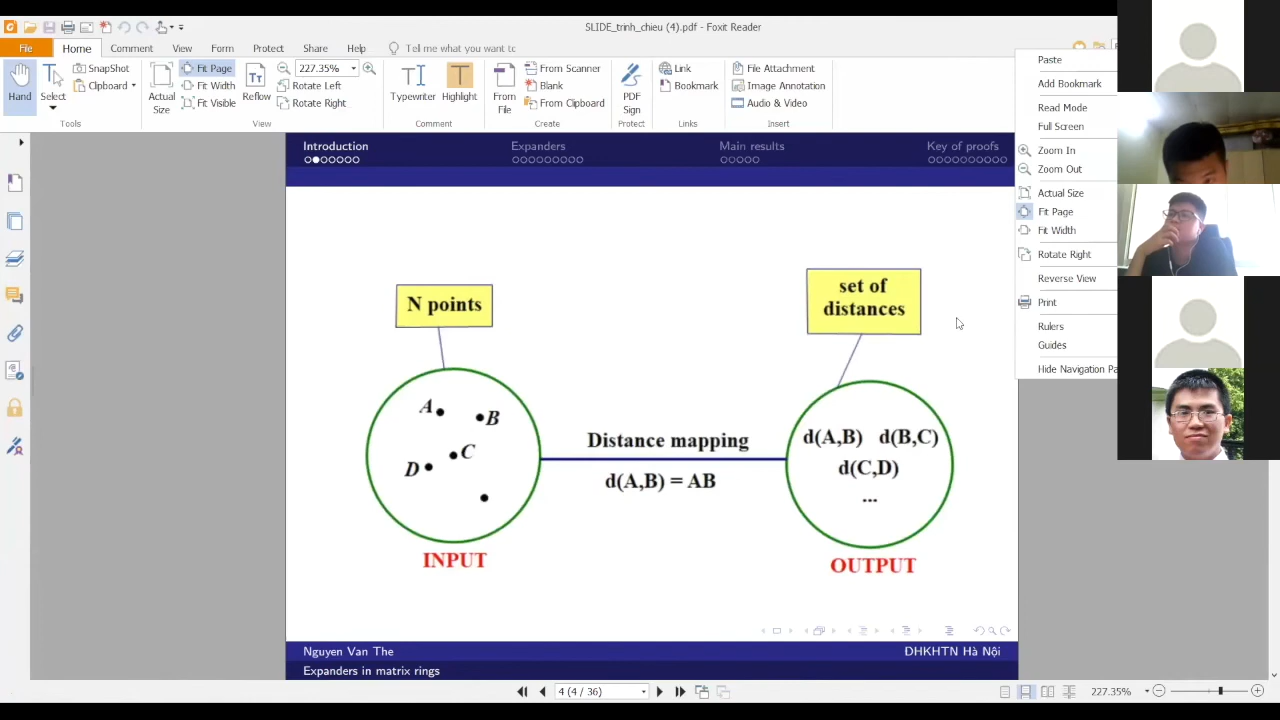 SLIDE_trinh_chieu (4).pdf - Foxit Reader
File Home Comment View Form Protect Share Help Tell me what you want tc
Hand
Select
SnapShot
Clipboard
Tools
Actual Size
Fit Page
Fit Width
Fit Visible
Reflow
227.35%
Rotate Left
Rotate Right
View
Typewriter
Highlight
Comment
From File
From Scanner
Blank
From Clipboard
Create
PDF Sign
Protect
Link
Bookmark
Links
File Attachment
Image Annotation
Audio & Video
Insert
Paste
Add Bookmark
Read Mode
Full Screen
Zoom In
Zoom Out
Actual Size
Fit Page
Fit Width
Rotate Right
Reverse View
Print
Rulers
Guides
Hide Navigation Pa
Introduction Expanders Main results Key of proofs
N points
set of
distances
A
B
C
D
Distance mapping
d(A,B) = AB
d(A,B) d(B,C)
d(C,D)
...
INPUT
OUTPUT
Nguyen Van The ĐHKHTN Hà Nội
Expanders in matrix rings
4 (4 / 36)
227.35%